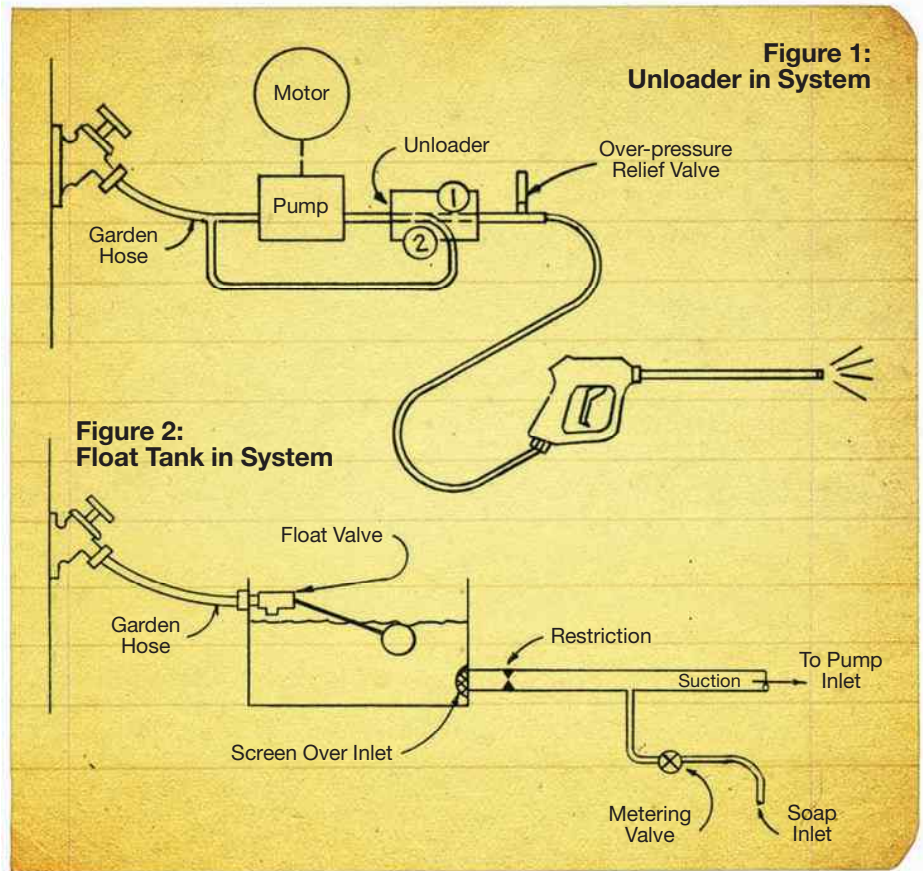 Figure 1:
Unloader in System
Motor
Unloader
Over-pressure
Relief Valve
1
Pump
2
Garden
Hose
Figure 2:
Float Tank in System
Float Valve
Garden
Hose
Restriction
Suction
To Pump
Inlet
Screen Over Inlet
Metering
Valve
Soap
Inlet